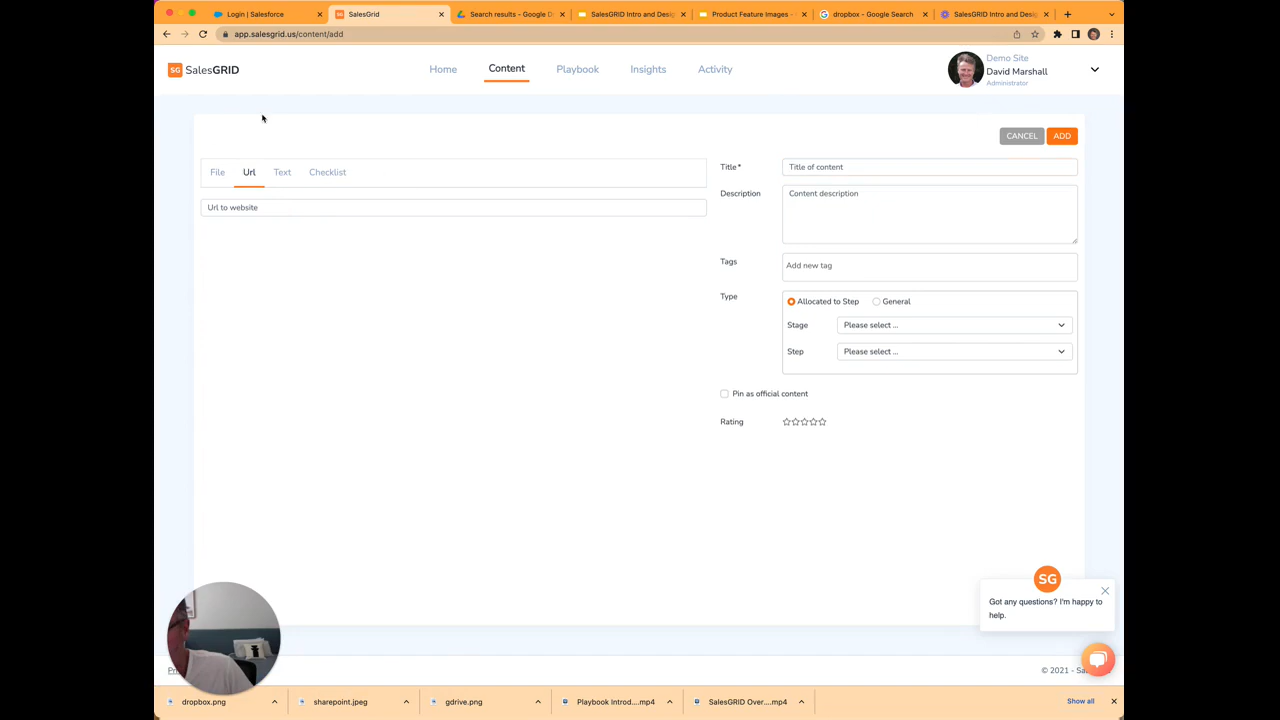 Login | Salesforce
SalesGrid
Search results - Google D
SalesGRID Intro and Desig
Product Feature Images -
dropbox - Google Search
SalesGRID Intro and Desig
app.salesgrid.us/content/add
SG SalesGRID
Home
Content
Playbook
Insights
Activity
Demo Site
David Marshall
Administrator
CANCEL
ADD
File
Url
Text
Checklist
Url to website
Title*
Title of content
Description
Content description
Tags
Add new tag
Type
Allocated to Step
General
Stage
Please select ...
Step
Please select ...
Pin as official content
Rating
SG
Got any questions? I'm happy to
help.
© 2021 - Sa
dropbox.png
sharepoint.jpeg
gdrive.png
Playbook Introd....mp4
SalesGRID Over....mp4
Show all